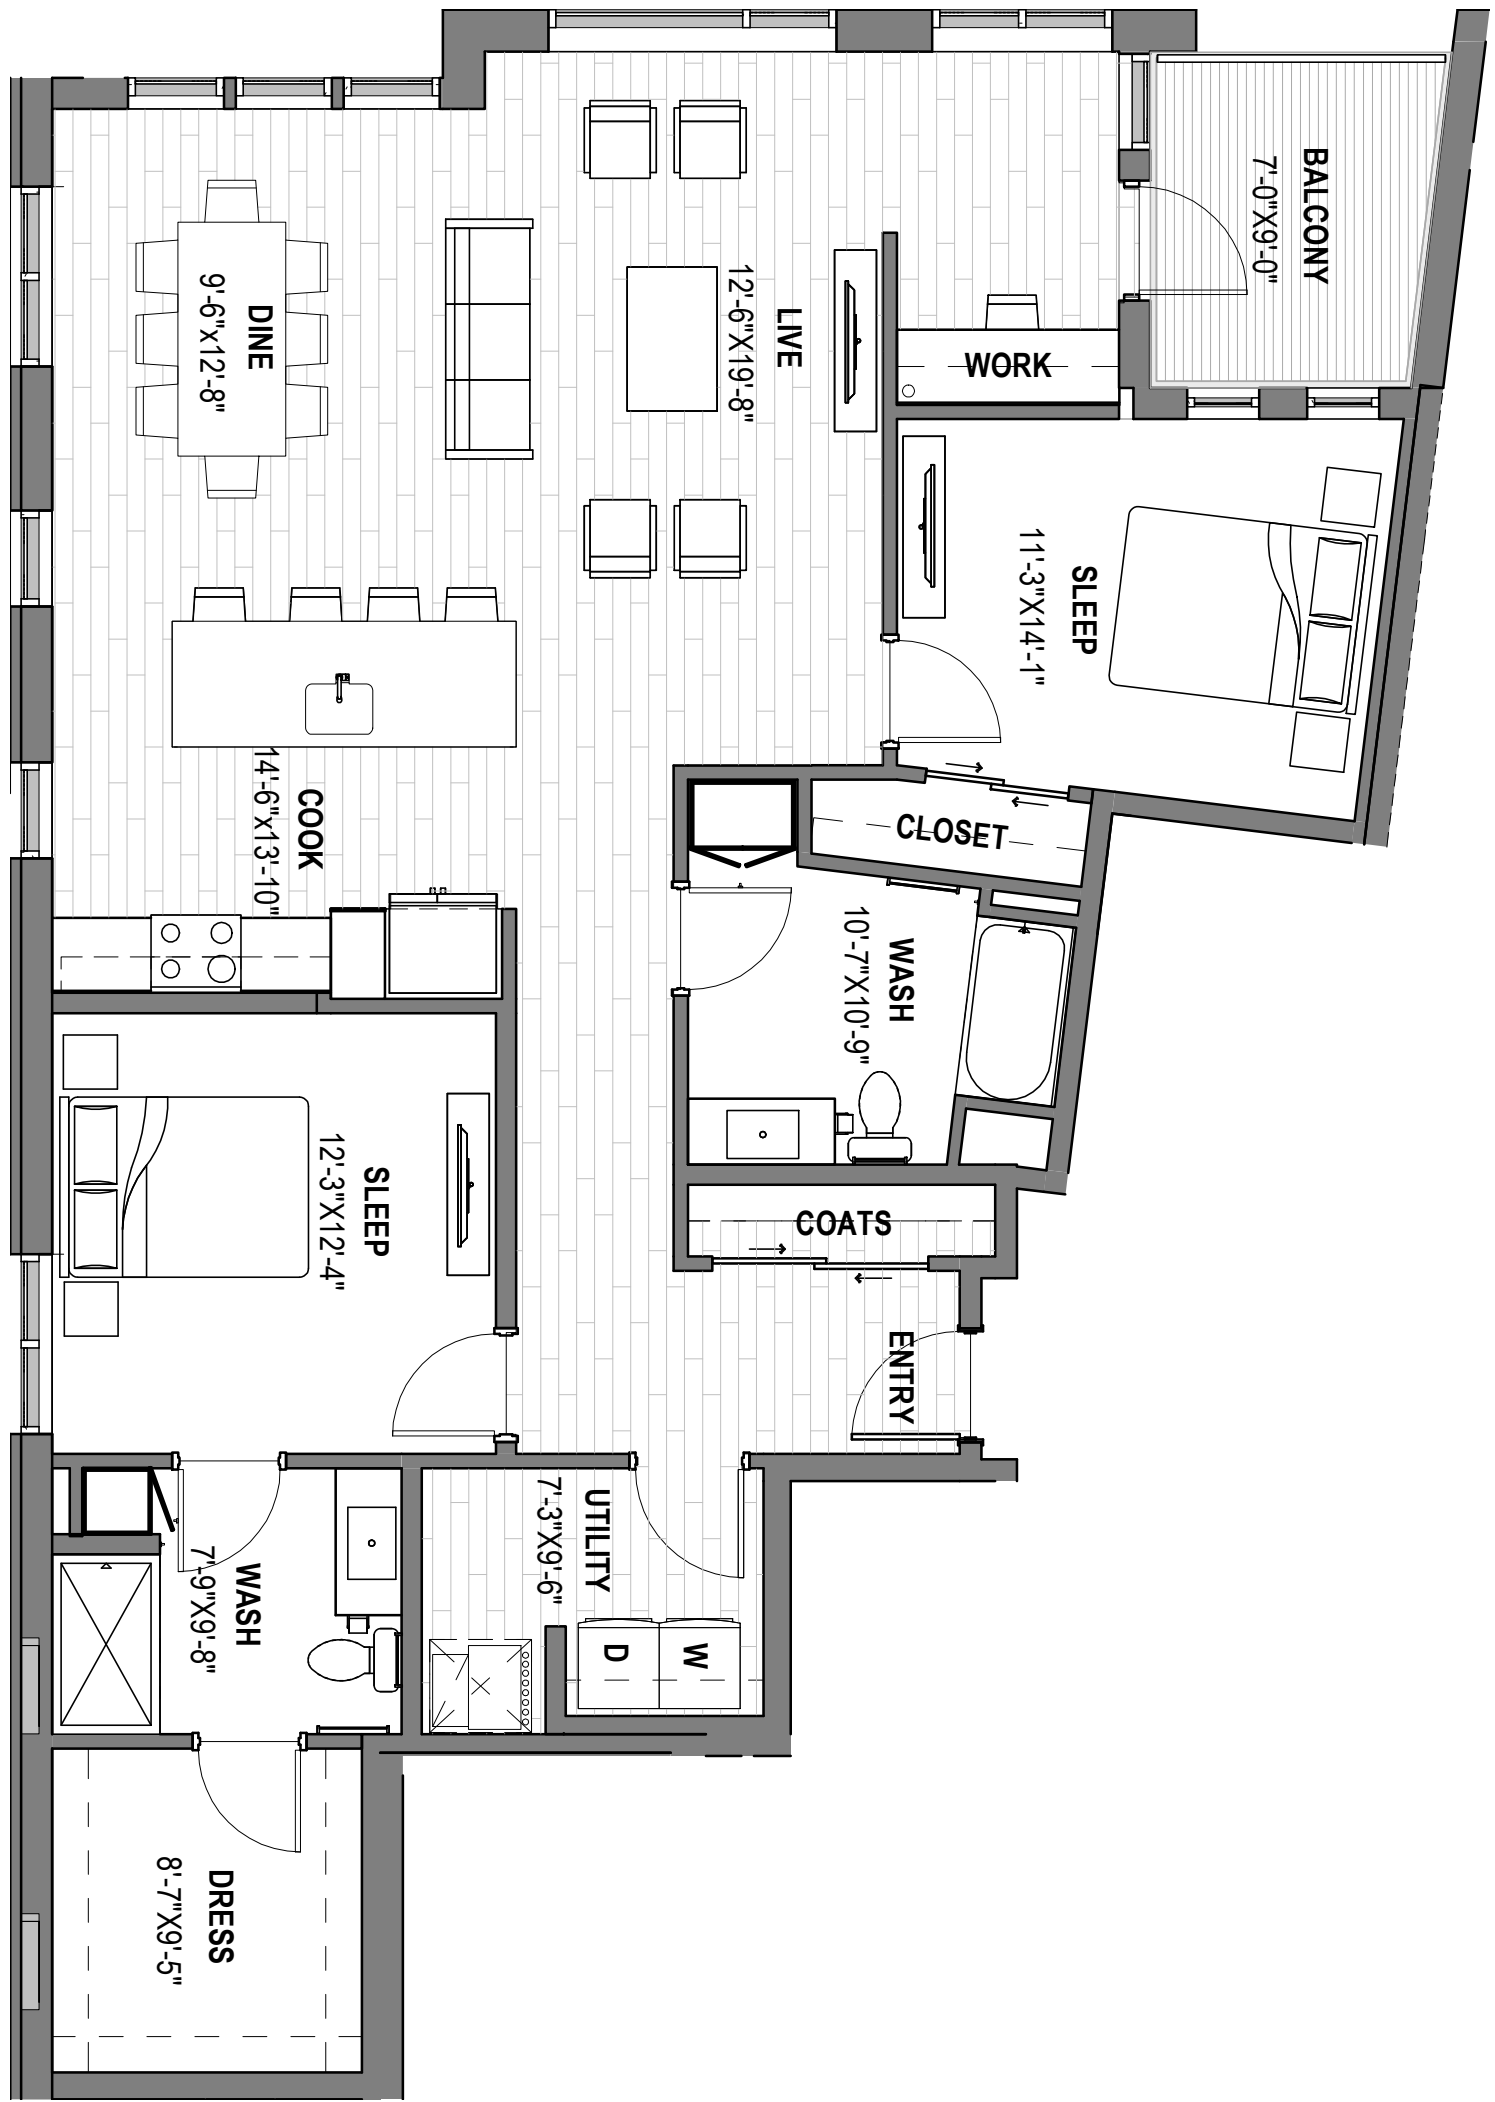 BALCONY
7'-0"X9'-0"
LIVE
12'-6"X19'-8"
DINE
9'-6"x12'-8"
WORK
SLEEP
11'-3"X14'-1"
COOK
14'-6"x13'-10"
CLOSET
WASH
10'-7"X10'-9"
SLEEP
12'-3"X12'-4"
COATS
ENTRY
UTILITY
7'-3"X9'-6"
WASH
7'-9"X9'-8"
W
D
DRESS
8'-7"X9'-5"